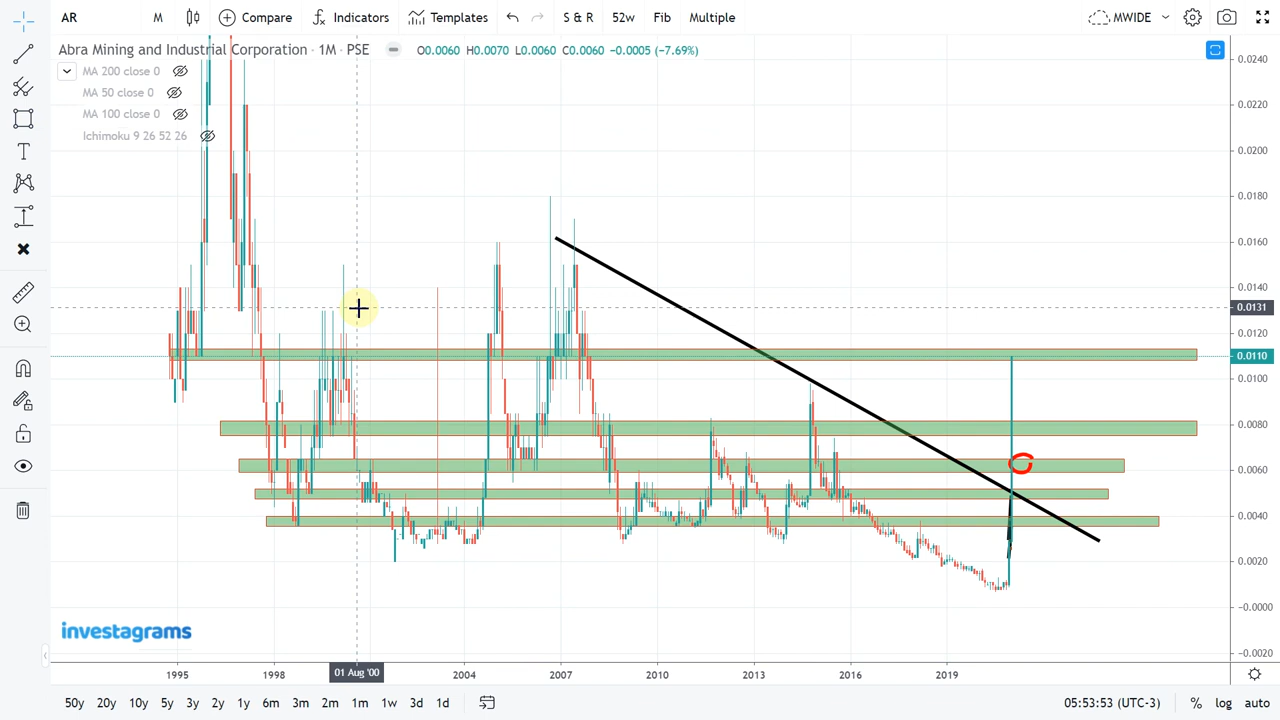 AR M Compare Indicators Templates S & R 52w Fib Multiple MWIDE
Abra Mining and Industrial Corporation · 1M · PSE O0.0060 H0.0070 L0.0060 C0.0060 −0.0005 (−7.69%)
MA 200 close 0
MA 50 close 0
MA 100 close 0
Ichimoku 9 26 52 26
0.0240
0.0220
0.0200
0.0180
0.0160
0.0140
0.0131
0.0120
0.0110
0.0100
0.0080
0.0060
0.0040
0.0020
−0.0000
−0.0020
investagrams
1995 1998 01 Aug '00 2004 2007 2010 2013 2016 2019
50y 20y 10y 5y 3y 2y 1y 6m 3m 2m 1m 1w 3d 1d 05:53:53 (UTC-3) % log auto